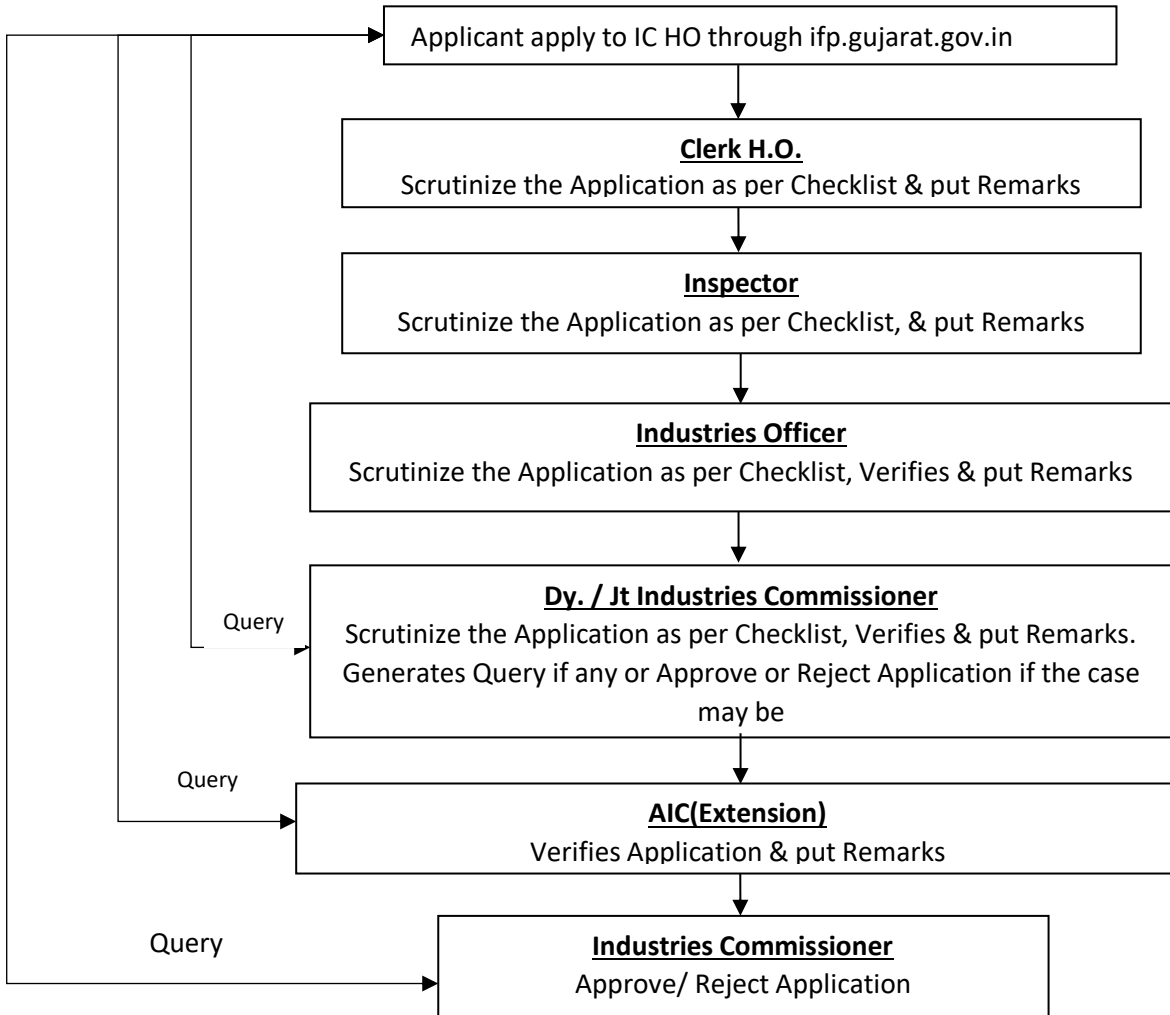 Applicant apply to IC HO through ifp.gujarat.gov.in
Clerk H.O.
Scrutinize the Application as per Checklist & put Remarks
Inspector
Scrutinize the Application as per Checklist, & put Remarks
Industries Officer
Scrutinize the Application as per Checklist, Verifies & put Remarks
Dy. / Jt Industries Commissioner
Query
Scrutinize the Application as per Checklist, Verifies & put Remarks.
Generates Query if any or Approve or Reject Application if the case
may be
Query
AIC(Extension)
Verifies Application & put Remarks
Query
Industries Commissioner
Approve/ Reject Application